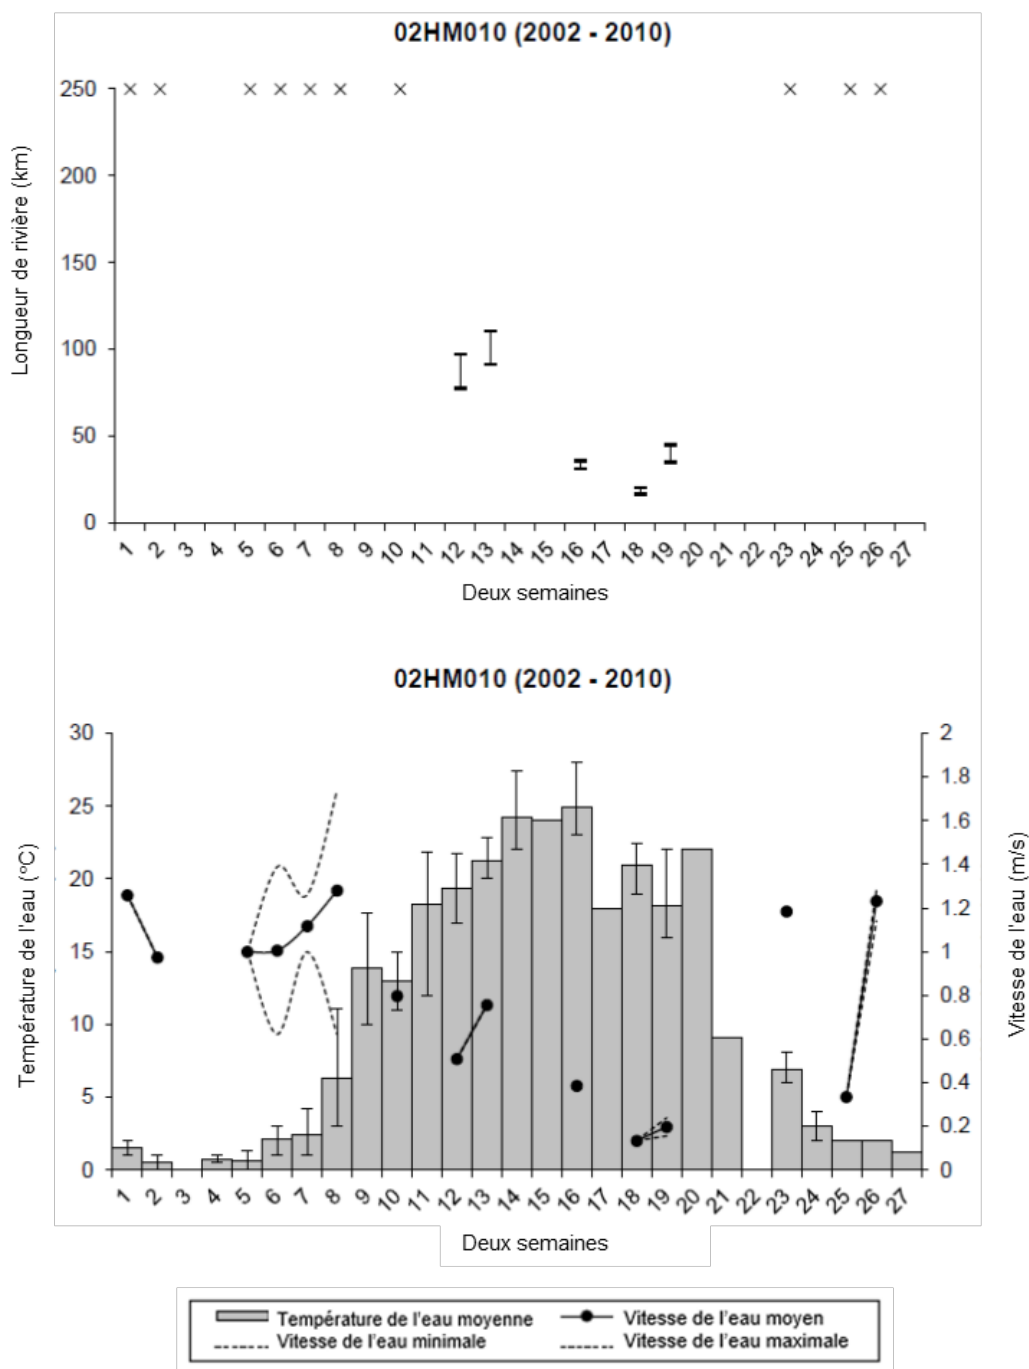 02HM010 (2002 - 2010)
250
200
150
100
50
0
Longueur de rivière (km)
1 2 3 4 5 6 7 8 9 10 11 12 13 14 15 16 17 18 19 20 21 22 23 24 25 26 27
Deux semaines
02HM010 (2002 - 2010)
30
25
20
15
10
5
0
Température de l'eau (°C)
2
1.8
1.6
1.4
1.2
1
0.8
0.6
0.4
0.2
0
Vitesse de l'eau (m/s)
1 2 3 4 5 6 7 8 9 10 11 12 13 14 15 16 17 18 19 20 21 22 23 24 25 26 27
Deux semaines
Température de l'eau moyenne
Vitesse de l'eau moyen
Vitesse de l'eau minimale
Vitesse de l'eau maximale